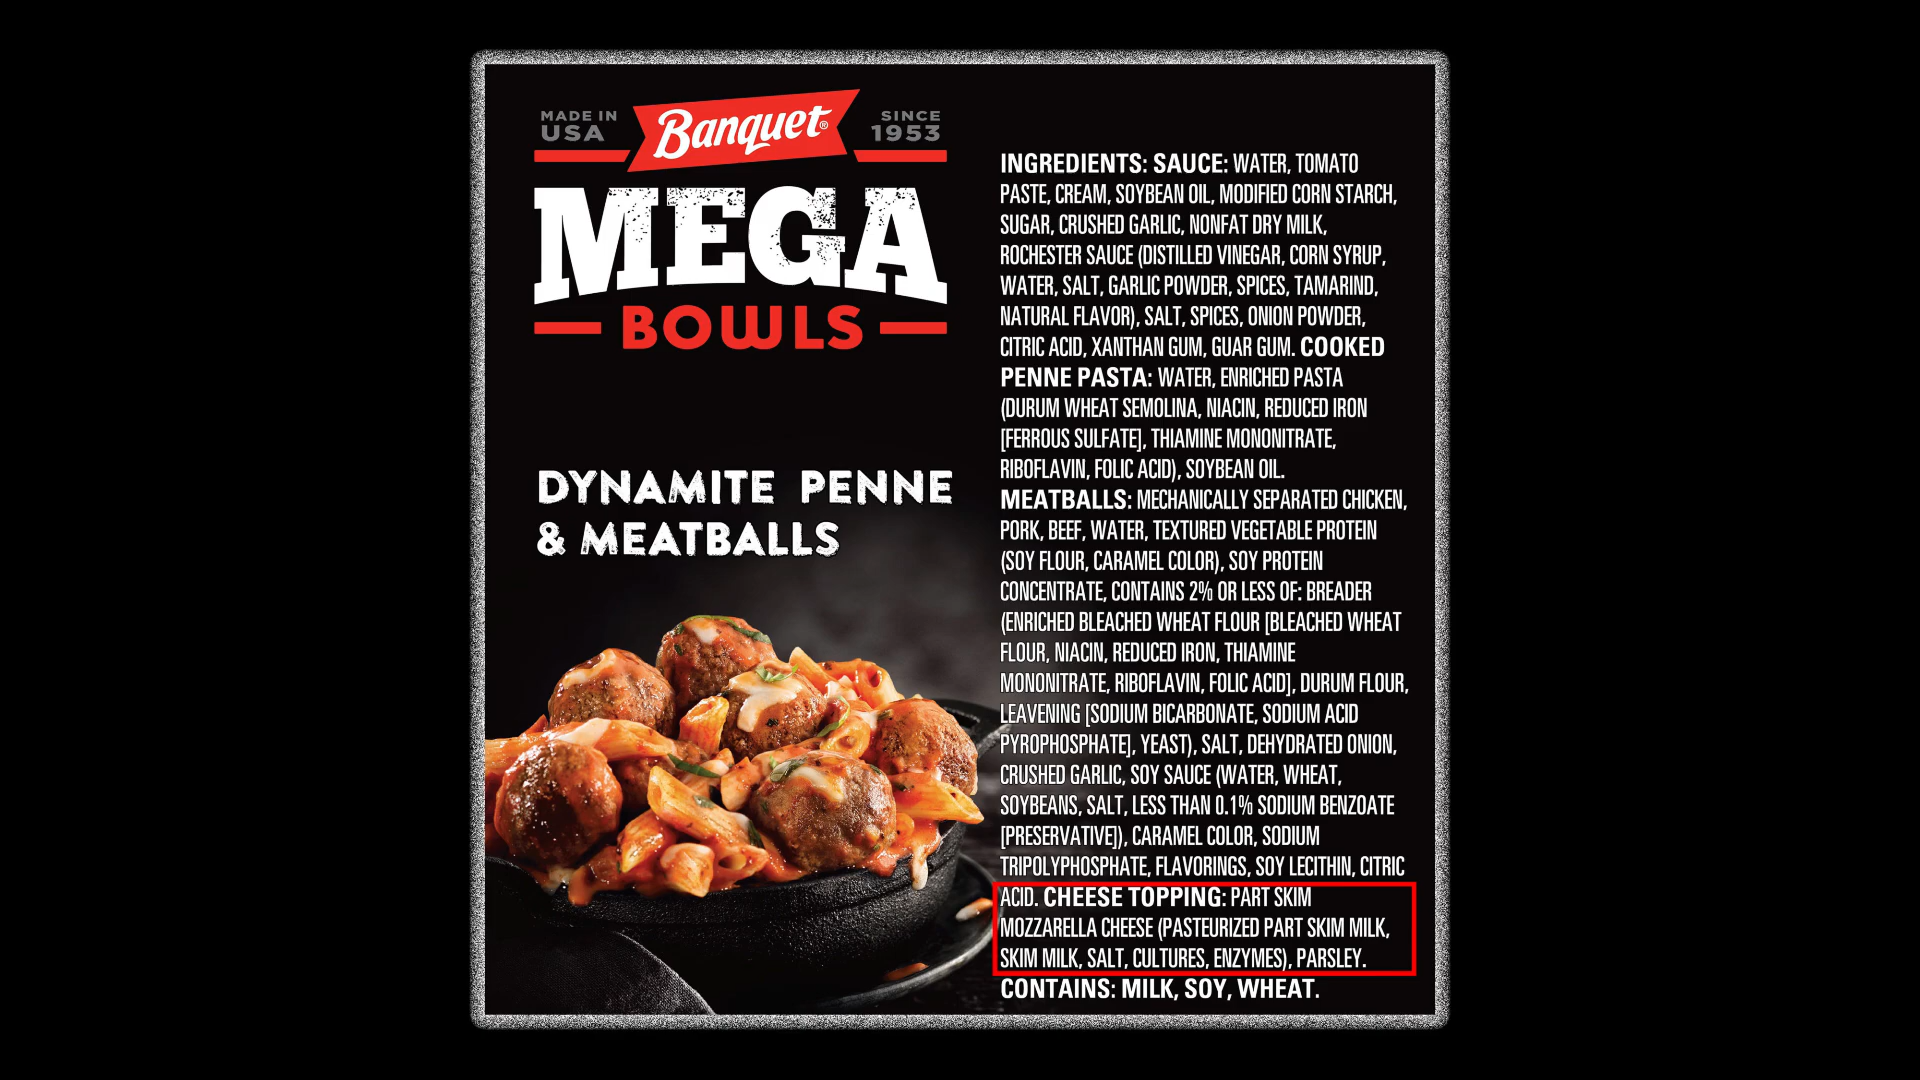 MADE IN
USA
Banquet®
SINCE
1953
MEGA
BOWLS
DYNAMITE PENNE
& MEATBALLS
INGREDIENTS: SAUCE: WATER, TOMATO
PASTE, CREAM, SOYBEAN OIL, MODIFIED CORN STARCH,
SUGAR, CRUSHED GARLIC, NONFAT DRY MILK,
ROCHESTER SAUCE (DISTILLED VINEGAR, CORN SYRUP,
WATER, SALT, GARLIC POWDER, SPICES, TAMARIND,
NATURAL FLAVOR), SALT, SPICES, ONION POWDER,
CITRIC ACID, XANTHAN GUM, GUAR GUM. COOKED
PENNE PASTA: WATER, ENRICHED PASTA
(DURUM WHEAT SEMOLINA, NIACIN, REDUCED IRON
[FERROUS SULFATE], THIAMINE MONONITRATE,
RIBOFLAVIN, FOLIC ACID), SOYBEAN OIL.
MEATBALLS: MECHANICALLY SEPARATED CHICKEN,
PORK, BEEF, WATER, TEXTURED VEGETABLE PROTEIN
(SOY FLOUR, CARAMEL COLOR), SOY PROTEIN
CONCENTRATE, CONTAINS 2% OR LESS OF: BREADER
(ENRICHED BLEACHED WHEAT FLOUR [BLEACHED WHEAT
FLOUR, NIACIN, REDUCED IRON, THIAMINE
MONONITRATE, RIBOFLAVIN, FOLIC ACID], DURUM FLOUR,
LEAVENING [SODIUM BICARBONATE, SODIUM ACID
PYROPHOSPHATE], YEAST), SALT, DEHYDRATED ONION,
CRUSHED GARLIC, SOY SAUCE (WATER, WHEAT,
SOYBEANS, SALT, LESS THAN 0.1% SODIUM BENZOATE
[PRESERVATIVE]), CARAMEL COLOR, SODIUM
TRIPOLYPHOSPHATE, FLAVORINGS, SOY LECITHIN, CITRIC
ACID. CHEESE TOPPING: PART SKIM
MOZZARELLA CHEESE (PASTEURIZED PART SKIM MILK,
SKIM MILK, SALT, CULTURES, ENZYMES), PARSLEY.
CONTAINS: MILK, SOY, WHEAT.